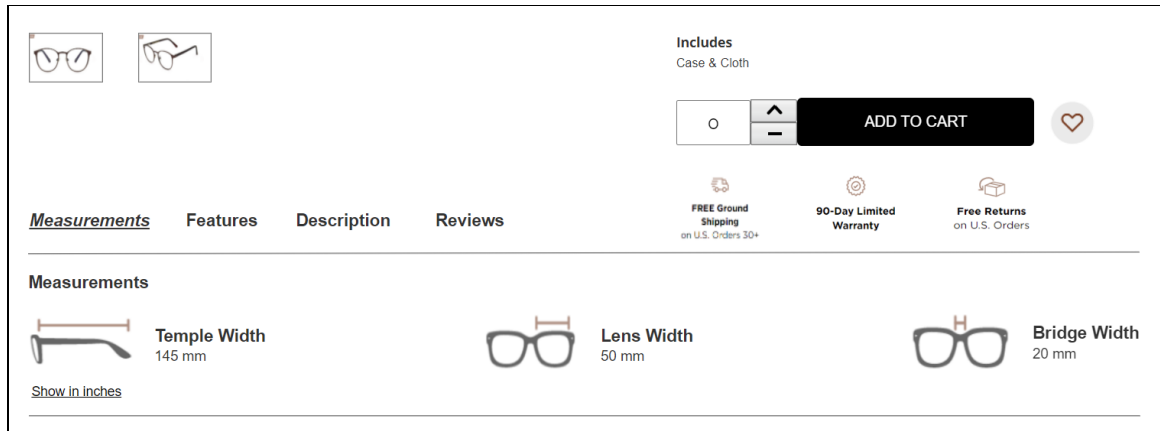 Includes
Case & Cloth
0
ADD TO CART
FREE Ground
Shipping
on U.S. Orders 30+
90-Day Limited
Warranty
Free Returns
on U.S. Orders
Measurements
Features
Description
Reviews
Measurements
Temple Width
145 mm
Lens Width
50 mm
Bridge Width
20 mm
Show in inches